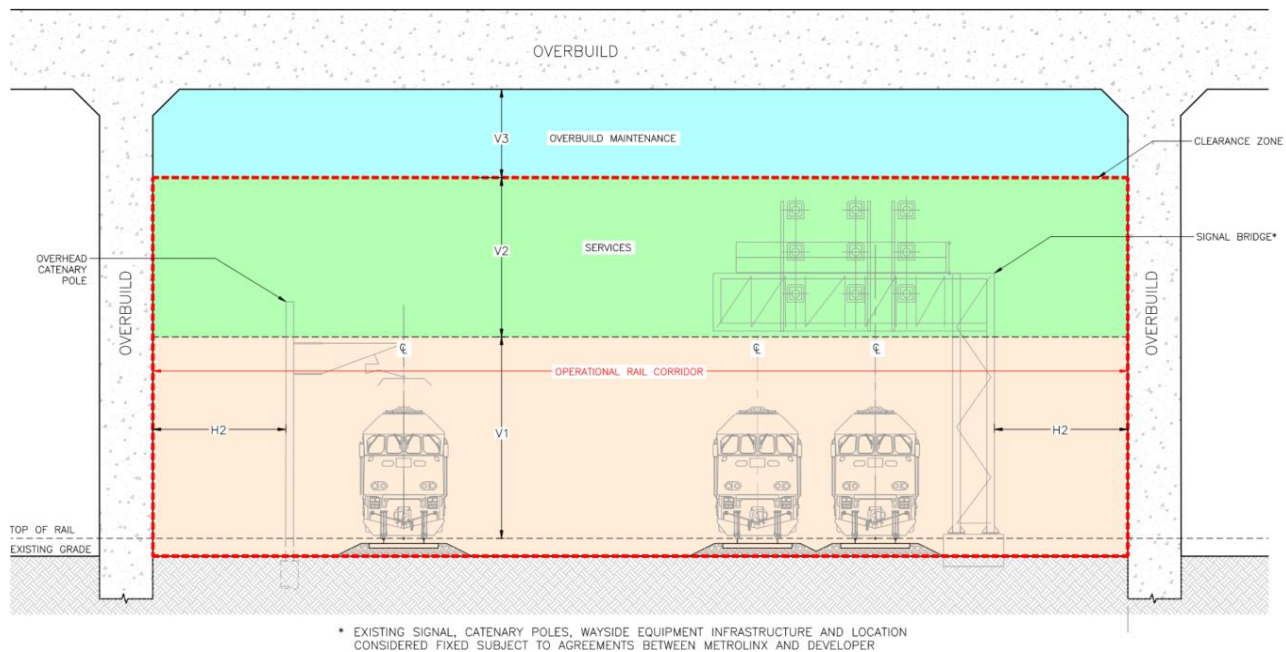 OVERBUILD
V3
OVERBUILD MAINTENANCE
CLEARANCE ZONE
V2
SERVICES
SIGNAL BRIDGE*
OVERHEAD
CATENARY
POLE
OVERBUILD
OVERBUILD
℄
℄
℄
OPERATIONAL RAIL CORRIDOR
H2
V1
H2
TOP OF RAIL
EXISTING GRADE
* EXISTING SIGNAL, CATENARY POLES, WAYSIDE EQUIPMENT INFRASTRUCTURE AND LOCATION
CONSIDERED FIXED SUBJECT TO AGREEMENTS BETWEEN METROLINX AND DEVELOPER